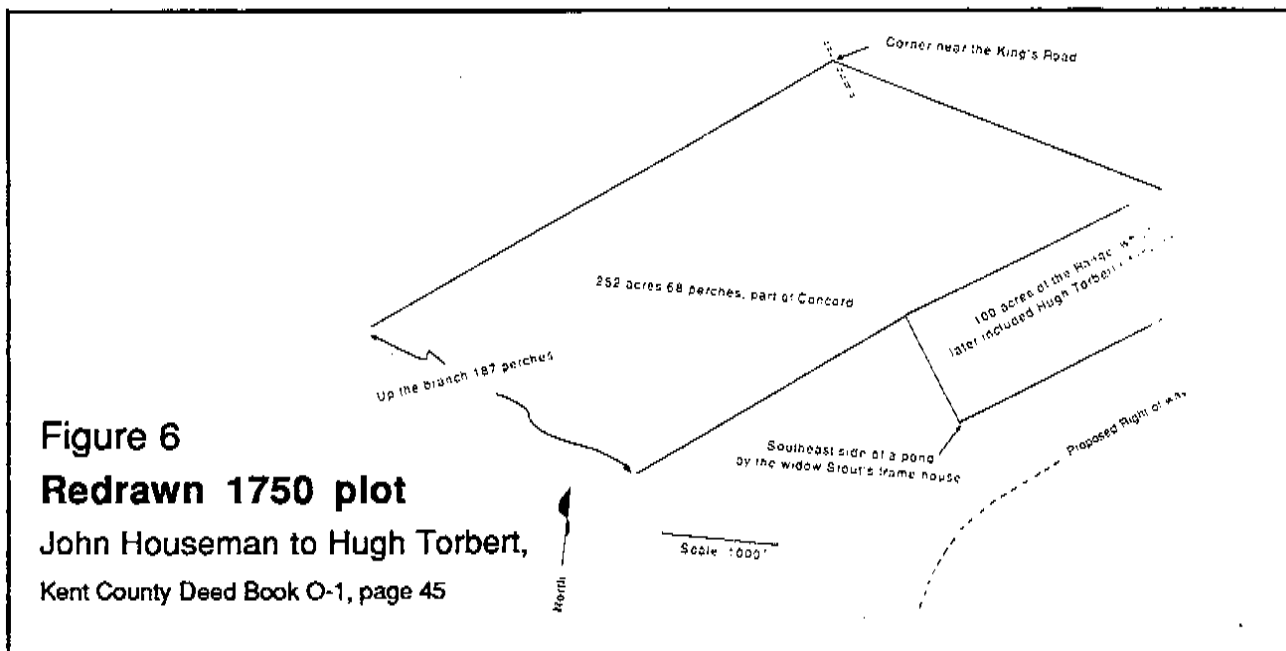 Corner near the King's Road
252 acres 68 perches, part of Concord
100 acres of the Range
later included Hugh Torbert
Up the branch 187 perches
Southeast side of a pond
by the widow Stout's frame house
Proposed Right of
Scale 1000'
North
Figure 6
Redrawn 1750 plot
John Houseman to Hugh Torbert,
Kent County Deed Book O-1, page 45